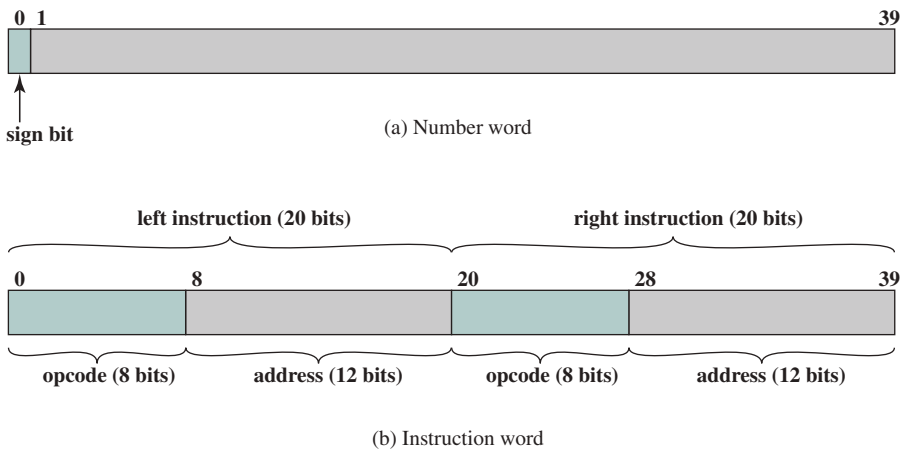 0 1 39
sign bit
(a) Number word
left instruction (20 bits) right instruction (20 bits)
0 8 20 28 39
opcode (8 bits) address (12 bits) opcode (8 bits) address (12 bits)
(b) Instruction word